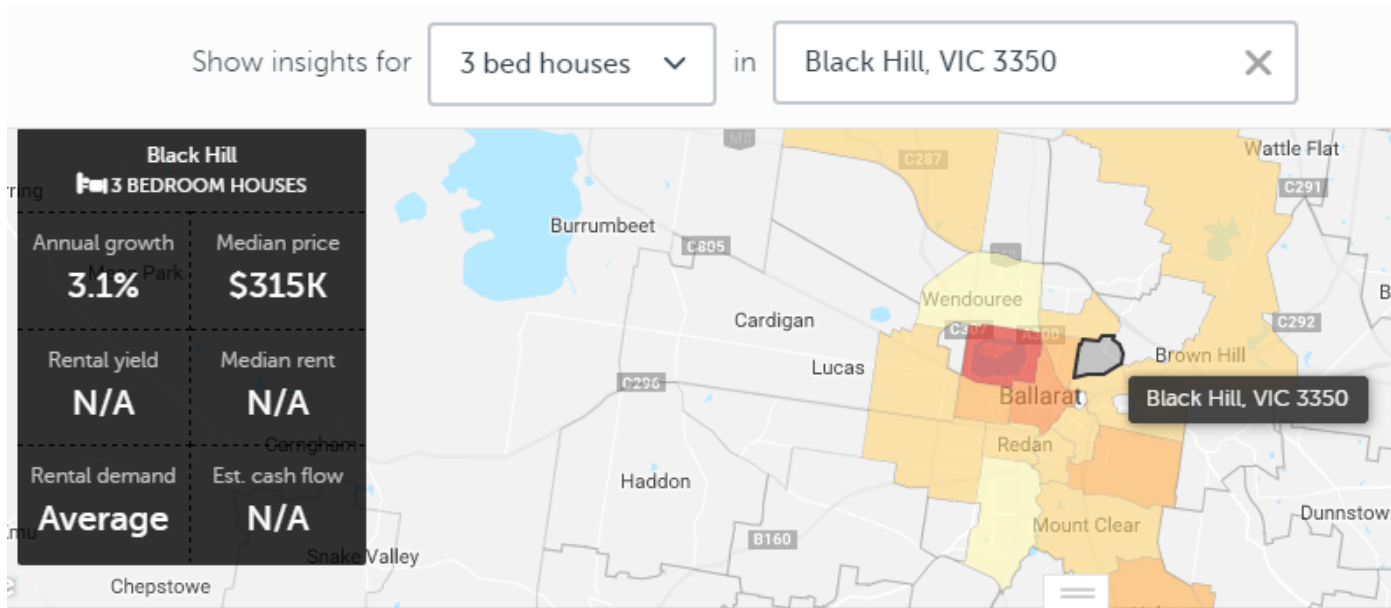 Show insights for 3 bed houses in Black Hill, VIC 3350
Black Hill
3 BEDROOM HOUSES
Annual growth Median price
3.1% $315K
Rental yield Median rent
N/A N/A
Rental demand Est. cash flow
Average N/A
Wattle Flat
C287
C291
Burrumbeet
C805
Wendouree
Cardigan
A300
C292
Lucas
Brown Hill
C296
Ballarat
Black Hill, VIC 3350
Carngham
Redan
Haddon
Dunnstow
Mount Clear
B160
Snake Valley
Chepstowe